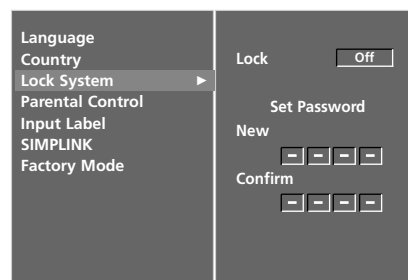 Language
Country
Lock System ►
Parental Control
Input Label
SIMPLINK
Factory Mode
Lock Off
Set Password
New
– – – –
Confirm
– – – –